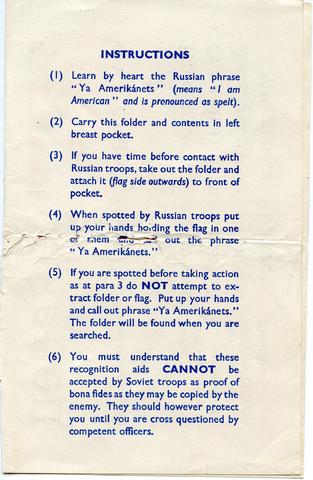 INSTRUCTIONS
(1) Learn by heart the Russian phrase
"Ya Amerikánets" (means "I am
American" and is pronounced as spelt).
(2) Carry this folder and contents in left
breast pocket.
(3) If you have time before contact with
Russian troops, take out the folder and
attach it (flag side outwards) to front of
pocket.
(4) When spotted by Russian troops put
up your hands holding the flag in one
of them and out the phrase
"Ya Amerikánets."
(5) If you are spotted before taking action
as at para 3 do NOT attempt to ex-
tract folder or flag. Put up your hands
and call out phrase "Ya Amerikánets."
The folder will be found when you are
searched.
(6) You must understand that these
recognition aids CANNOT be
accepted by Soviet troops as proof of
bona fides as they may be copied by the
enemy. They should however protect
you until you are cross questioned by
competent officers.